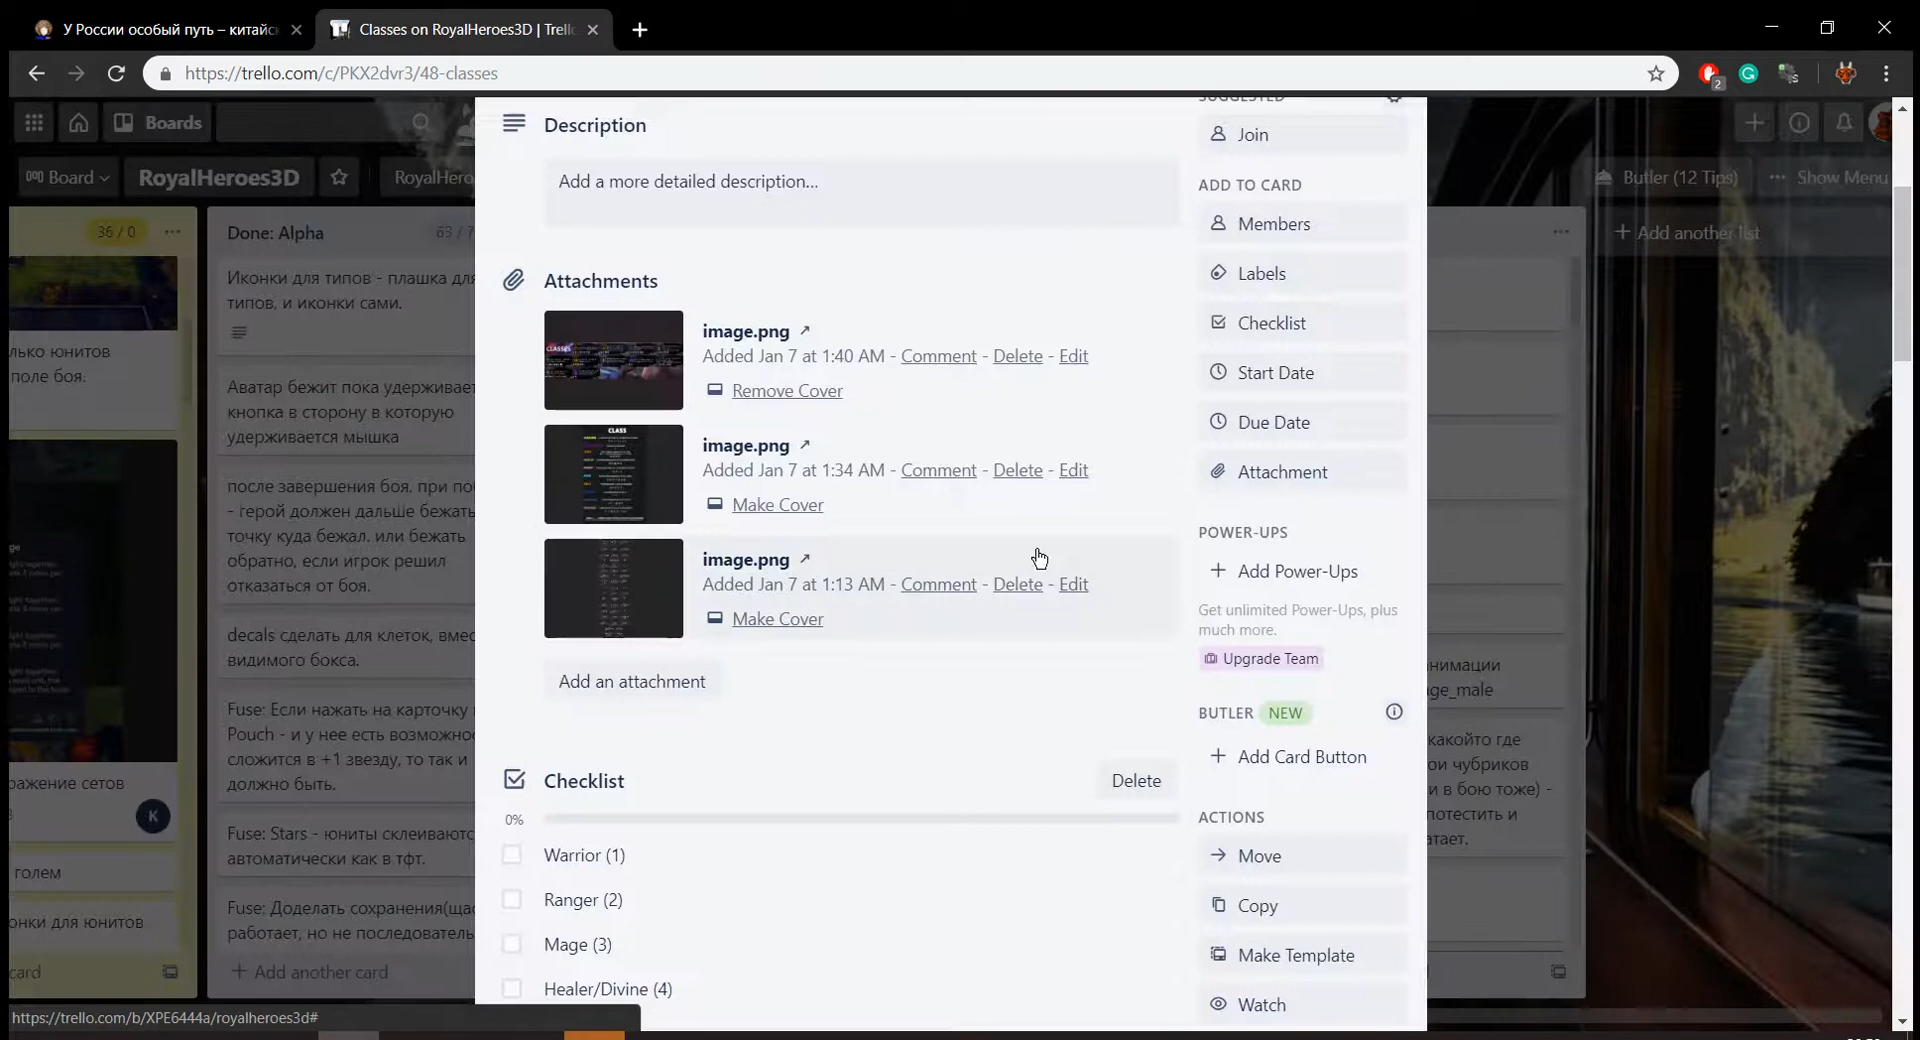 У России особый путь – китайс
Classes on RoyalHeroes3D | Trello
https://trello.com/c/PKX2dvr3/48-classes
2
Boards
Board
RoyalHeroes3D
RoyalHero
Butler (12 Tips)
Show Menu
36 / 0
лько юнитов
поле боя.
ражение сетов
K
голем
онки для юнитов
card
Done: Alpha
Иконки для типов - плашка для
типов, и иконки сами.
Аватар бежит пока удерживает
кнопка в сторону в которую
удерживается мышка
после завершения боя. при по
- герой должен дальше бежать
точку куда бежал. или бежать
обратно, если игрок решил
отказаться от боя.
decals сделать для клеток, вмес
видимого бокса.
Fuse: Если нажать на карточку
Pouch - и у нее есть возможнос
сложится в +1 звезду, то так и
должно быть.
Fuse: Stars - юниты склеиваютс
автоматически как в тфт.
Fuse: Доделать сохранения(щас
работает, но не последователь
Add another card
Description
Add a more detailed description...
Attachments
image.png
Added Jan 7 at 1:40 AM - Comment - Delete - Edit
Remove Cover
CLASS
image.png
Added Jan 7 at 1:34 AM - Comment - Delete - Edit
Make Cover
image.png
Added Jan 7 at 1:13 AM - Comment - Delete - Edit
Make Cover
Add an attachment
Checklist
Delete
0%
Warrior (1)
Ranger (2)
Mage (3)
Healer/Divine (4)
SUGGESTED
Join
ADD TO CARD
Members
Labels
Checklist
Start Date
Due Date
Attachment
POWER-UPS
Add Power-Ups
Get unlimited Power-Ups, plus
much more.
Upgrade Team
BUTLER NEW
Add Card Button
ACTIONS
Move
Copy
Make Template
Watch
Add another list
анимации
ge_male
какойто где
ои чубриков
и в бою тоже) -
потестить и
атает.
https://trello.com/b/XPE6444a/royalheroes3d#